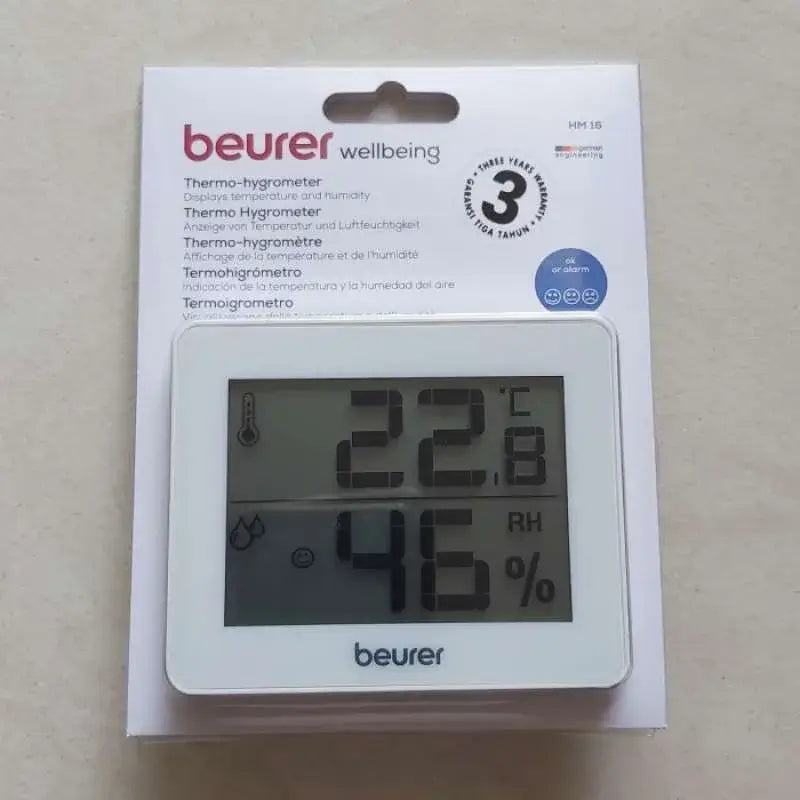 HM 16
beurer wellbeing
german
engineering
Thermo-hygrometer
Displays temperature and humidity
Thermo Hygrometer
Anzeige von Temperatur und Luftfeuchtigkeit
Thermo-hygromètre
Affichage de la température et de l'humidité
Termohigrómetro
Indicación de la temperatura y la humedad del aire
Termoigrometro
• THREE YEARS WARRANTY •
3
GARANSI TIGA TAHUN
ok
or alarm
22.8 °C
46 % RH
beurer